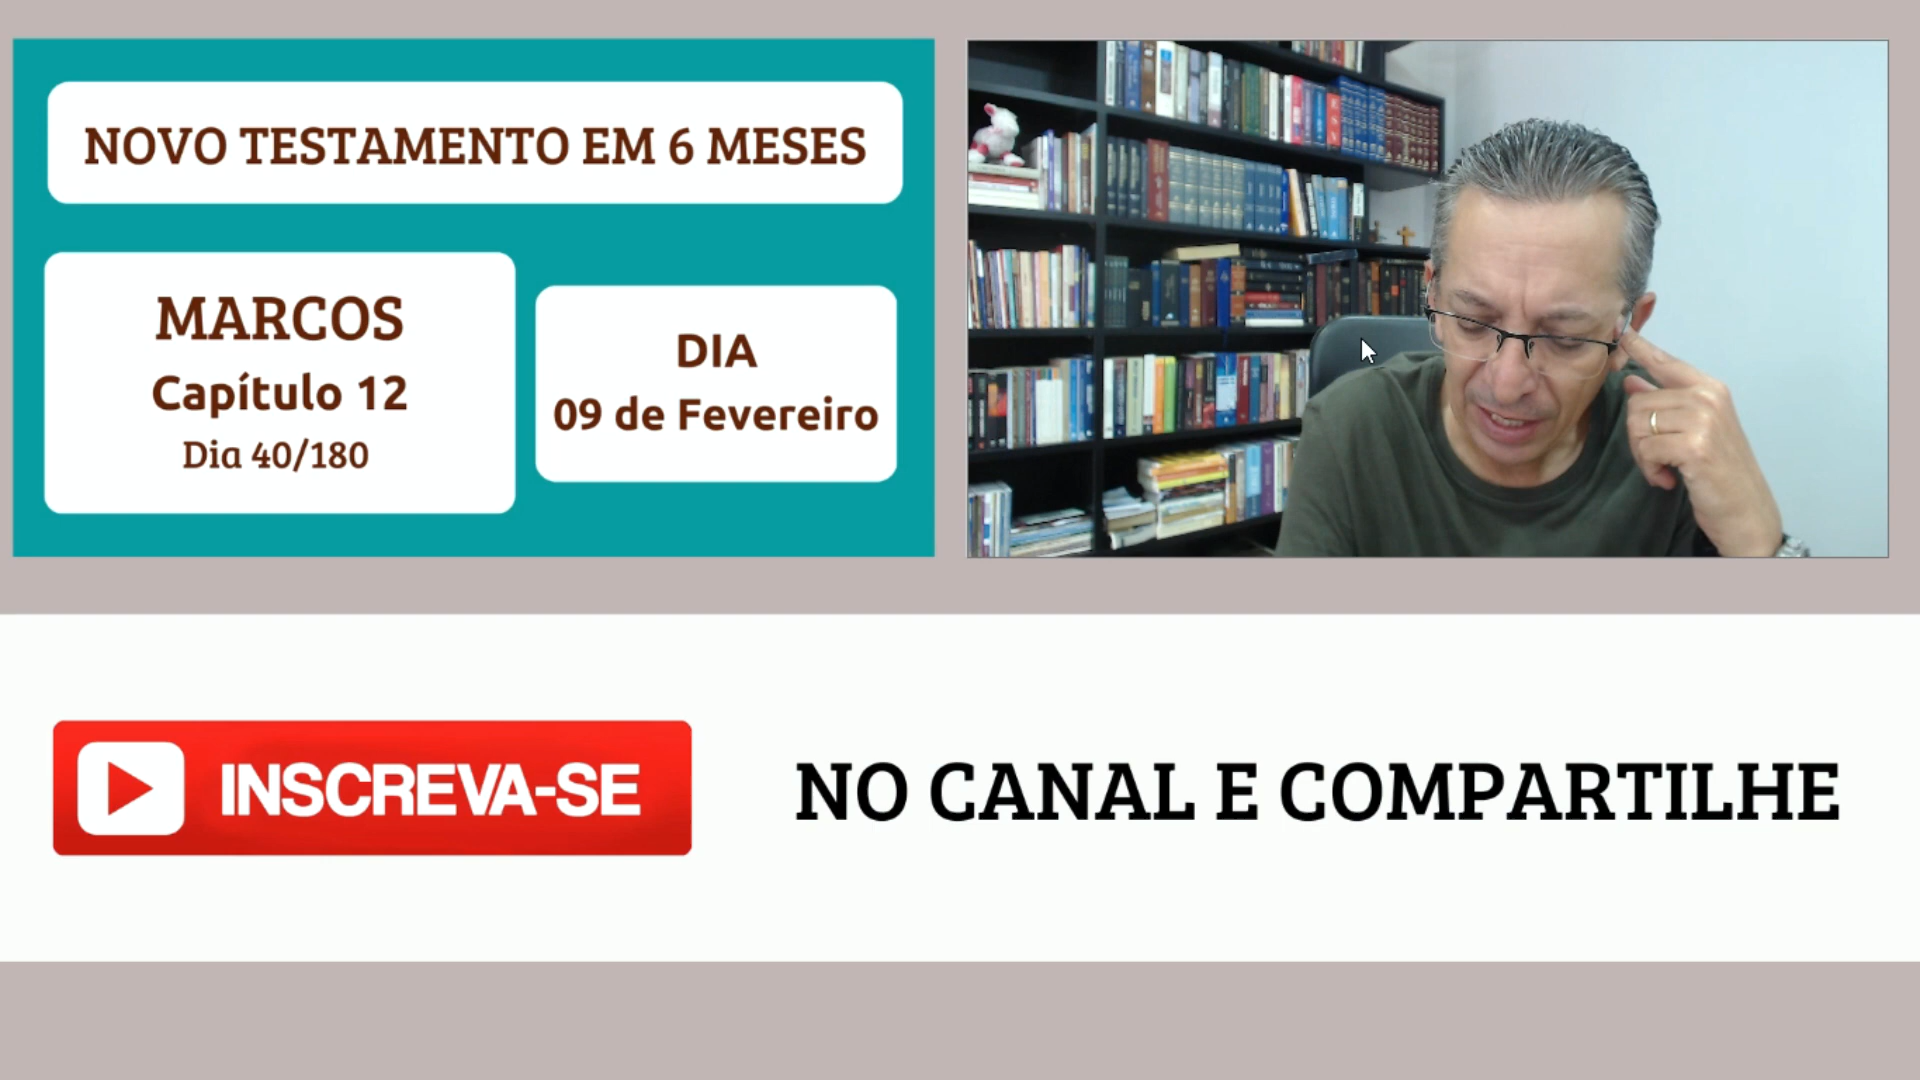 NOVO TESTAMENTO EM 6 MESES
MARCOS
Capítulo 12
Dia 40/180
DIA
09 de Fevereiro
INSCREVA-SE
NO CANAL E COMPARTILHE